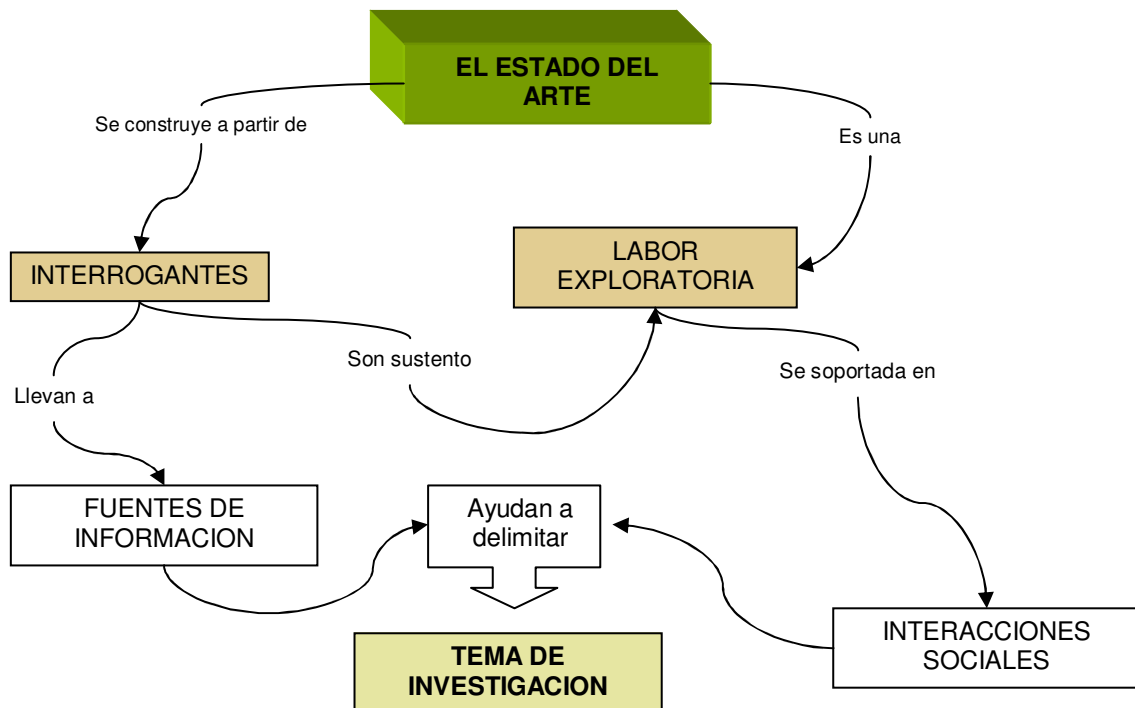 EL ESTADO DEL
ARTE
Se construye a partir de
Es una
INTERROGANTES
LABOR
EXPLORATORIA
Son sustento
Se soportada en
Llevan a
FUENTES DE
INFORMACION
Ayudan a
delimitar
INTERACCIONES
SOCIALES
TEMA DE
INVESTIGACION